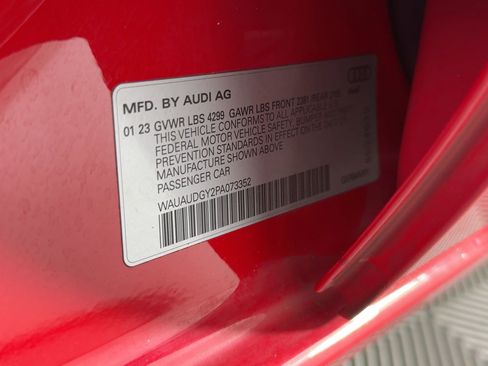 MFD. BY AUDI AG
01 23 GVWR LBS 4299 GAWR LBS FRONT 2381 /REAR
THIS VEHICLE CONFORMS TO ALL APPLICABLE U.S.
FEDERAL MOTOR VEHICLE SAFETY, BUMPER AND THEFT
PREVENTION STANDARDS IN EFFECT ON THE DATE OF
MANUFACTURE SHOWN ABOVE
PASSENGER CAR
WAUAUDGY2PA073352
GERMANY